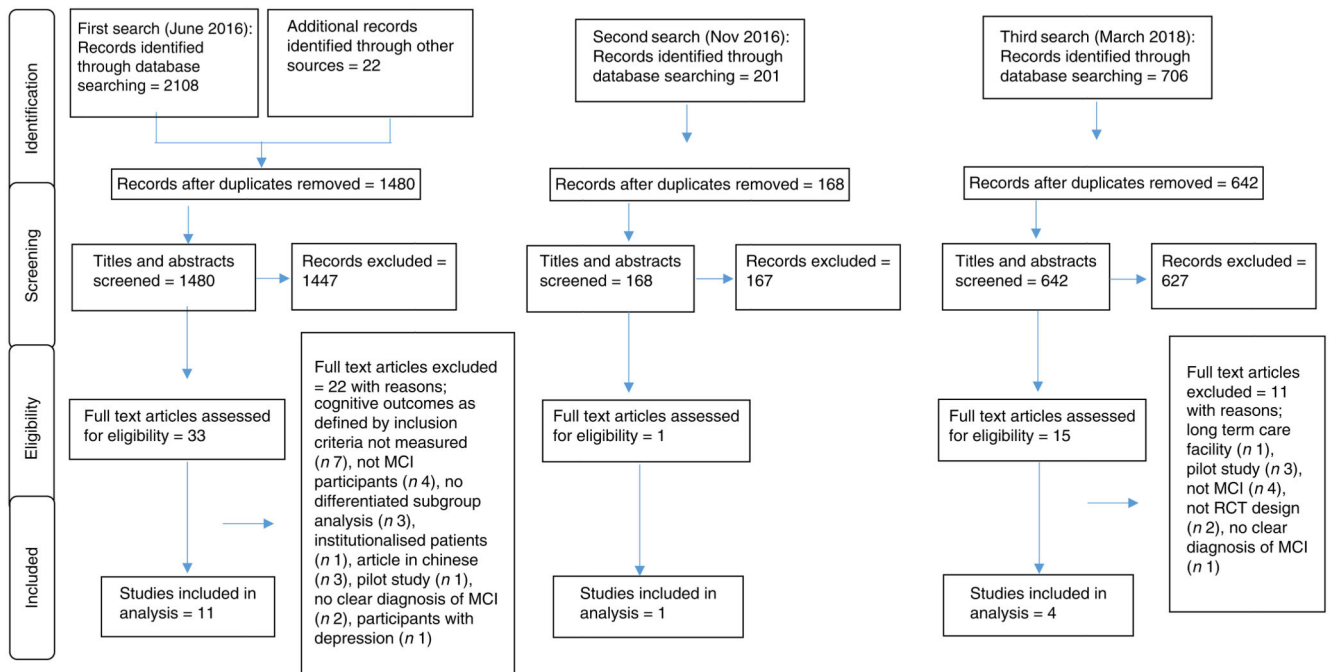 Identification
Screening
Eligibility
Included
First search (June 2016):
Records identified
through database
searching = 2108
Additional records
identified through other
sources = 22
Records after duplicates removed = 1480
Titles and abstracts
screened = 1480
Records excluded =
1447
Full text articles assessed
for eligibility = 33
Full text articles excluded
= 22 with reasons;
cognitive outcomes as
defined by inclusion
criteria not measured
(n 7), not MCI
participants (n 4), no
differentiated subgroup
analysis (n 3),
institutionalised patients
(n 1), article in chinese
(n 3), pilot study (n 1),
no clear diagnosis of MCI
(n 2), participants with
depression (n 1)
Studies included in
analysis = 11
Second search (Nov 2016):
Records identified through
database searching = 201
Records after duplicates removed = 168
Titles and abstracts
screened = 168
Records excluded =
167
Full text articles assessed
for eligibility = 1
Studies included in
analysis = 1
Third search (March 2018):
Records identified through
database searching = 706
Records after duplicates removed = 642
Titles and abstracts
screened = 642
Records excluded =
627
Full text articles assessed
for eligibility = 15
Full text articles
excluded = 11
with reasons;
long term care
facility (n 1),
pilot study (n 3),
not MCI (n 4),
not RCT design
(n 2), no clear
diagnosis of MCI
(n 1)
Studies included in
analysis = 4